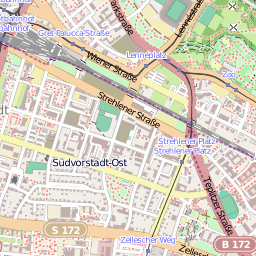 Lenneplatz
Gret-Palucca-Straße
Wiener Straße
Zoo
Strehlener Straße
Strehlener Platz
Strehlener Platz
Südvorstadt-Ost
Teplitzer Straße
S 172
Zellescher Weg
B 172